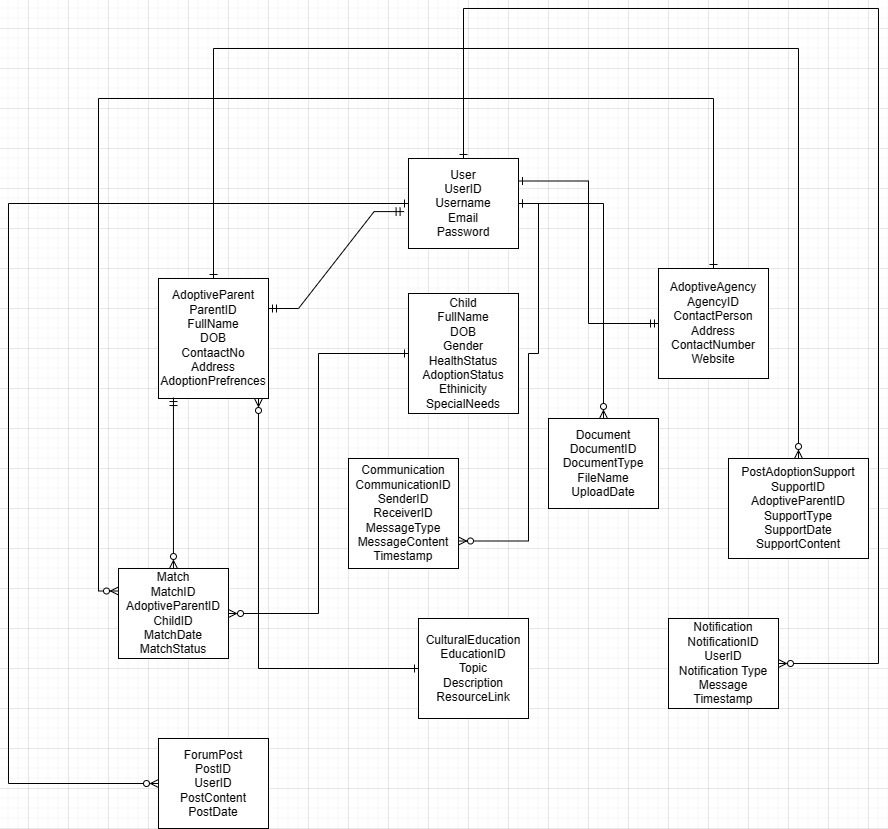 User
UserID
Username
Email
Password
AdoptiveParent
ParentID
FullName
DOB
ContaactNo
Address
AdoptionPrefrences
Child
FullName
DOB
Gender
HealthStatus
AdoptionStatus
Ethinicity
SpecialNeeds
AdoptiveAgency
AgencyID
ContactPerson
Address
ContactNumber
Website
Communication
CommunicationID
SenderID
ReceiverID
MessageType
MessageContent
Timestamp
Document
DocumentID
DocumentType
FileName
UploadDate
PostAdoptionSupport
SupportID
AdoptiveParentID
SupportType
SupportDate
SupportContent
Match
MatchID
AdoptiveParentID
ChildID
MatchDate
MatchStatus
CulturalEducation
EducationID
Topic
Description
ResourceLink
Notification
NotificationID
UserID
Notification Type
Message
Timestamp
ForumPost
PostID
UserID
PostContent
PostDate